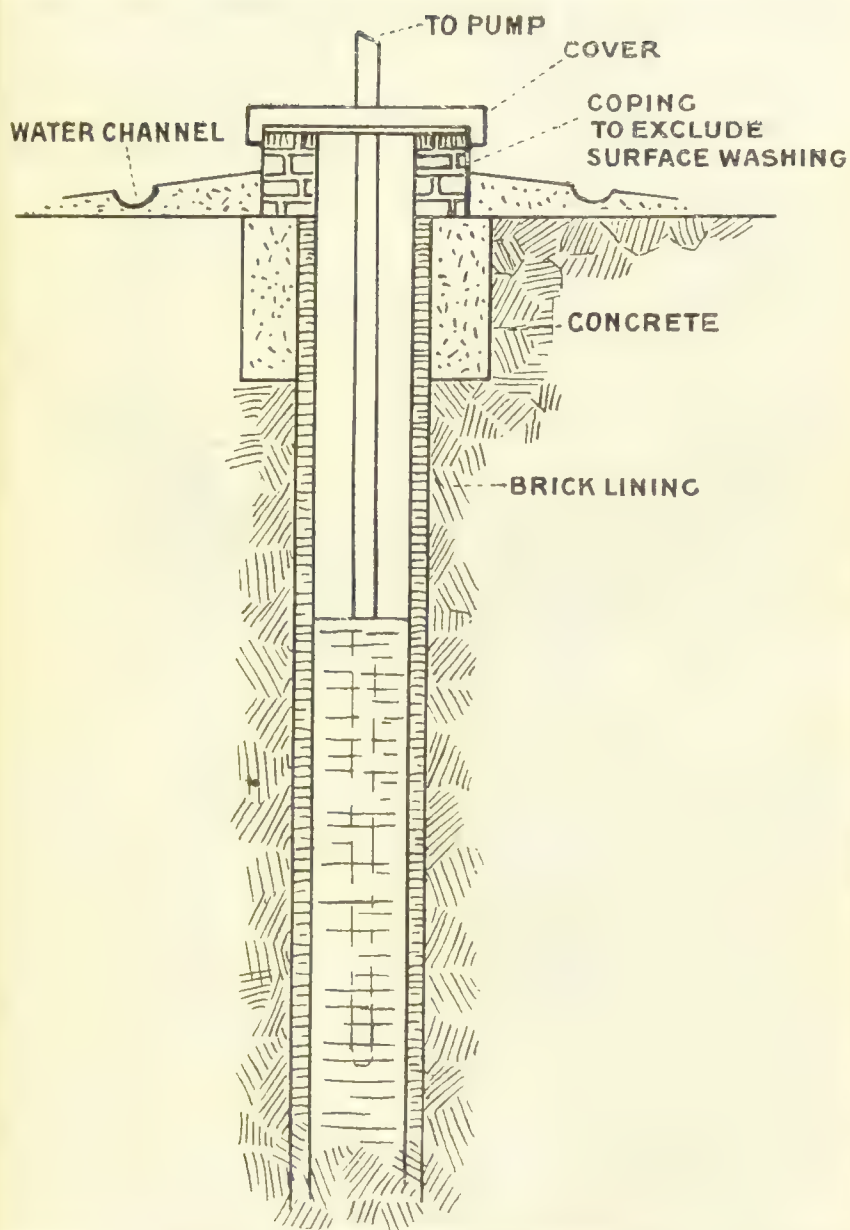 TO PUMP
COVER
WATER CHANNEL
COPING
TO EXCLUDE
SURFACE WASHING
CONCRETE
BRICK LINING